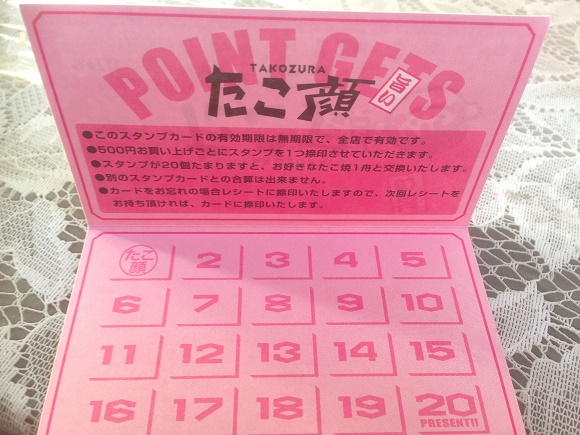 POINT GETS
TAKOZURA
たこ顔
旨い
●このスタンプカードの有効期限は無期限で、全店で有効です。
●500円お買い上げごとにスタンプを1つ捺印させていただきます。
●スタンプが20個たまりますと、お好きなたこ焼1舟と交換いたします。
●別のスタンプカードとの合算は出来ません。
●カードをお忘れの場合レシートに捺印いたしますので、次回レシートを
お持ち頂ければ、カードに捺印いたします。
たこ
顔
2 3 4 5
6 7 8 9 10
11 12 13 14 15
16 17 18 19 20
PRESENT!!